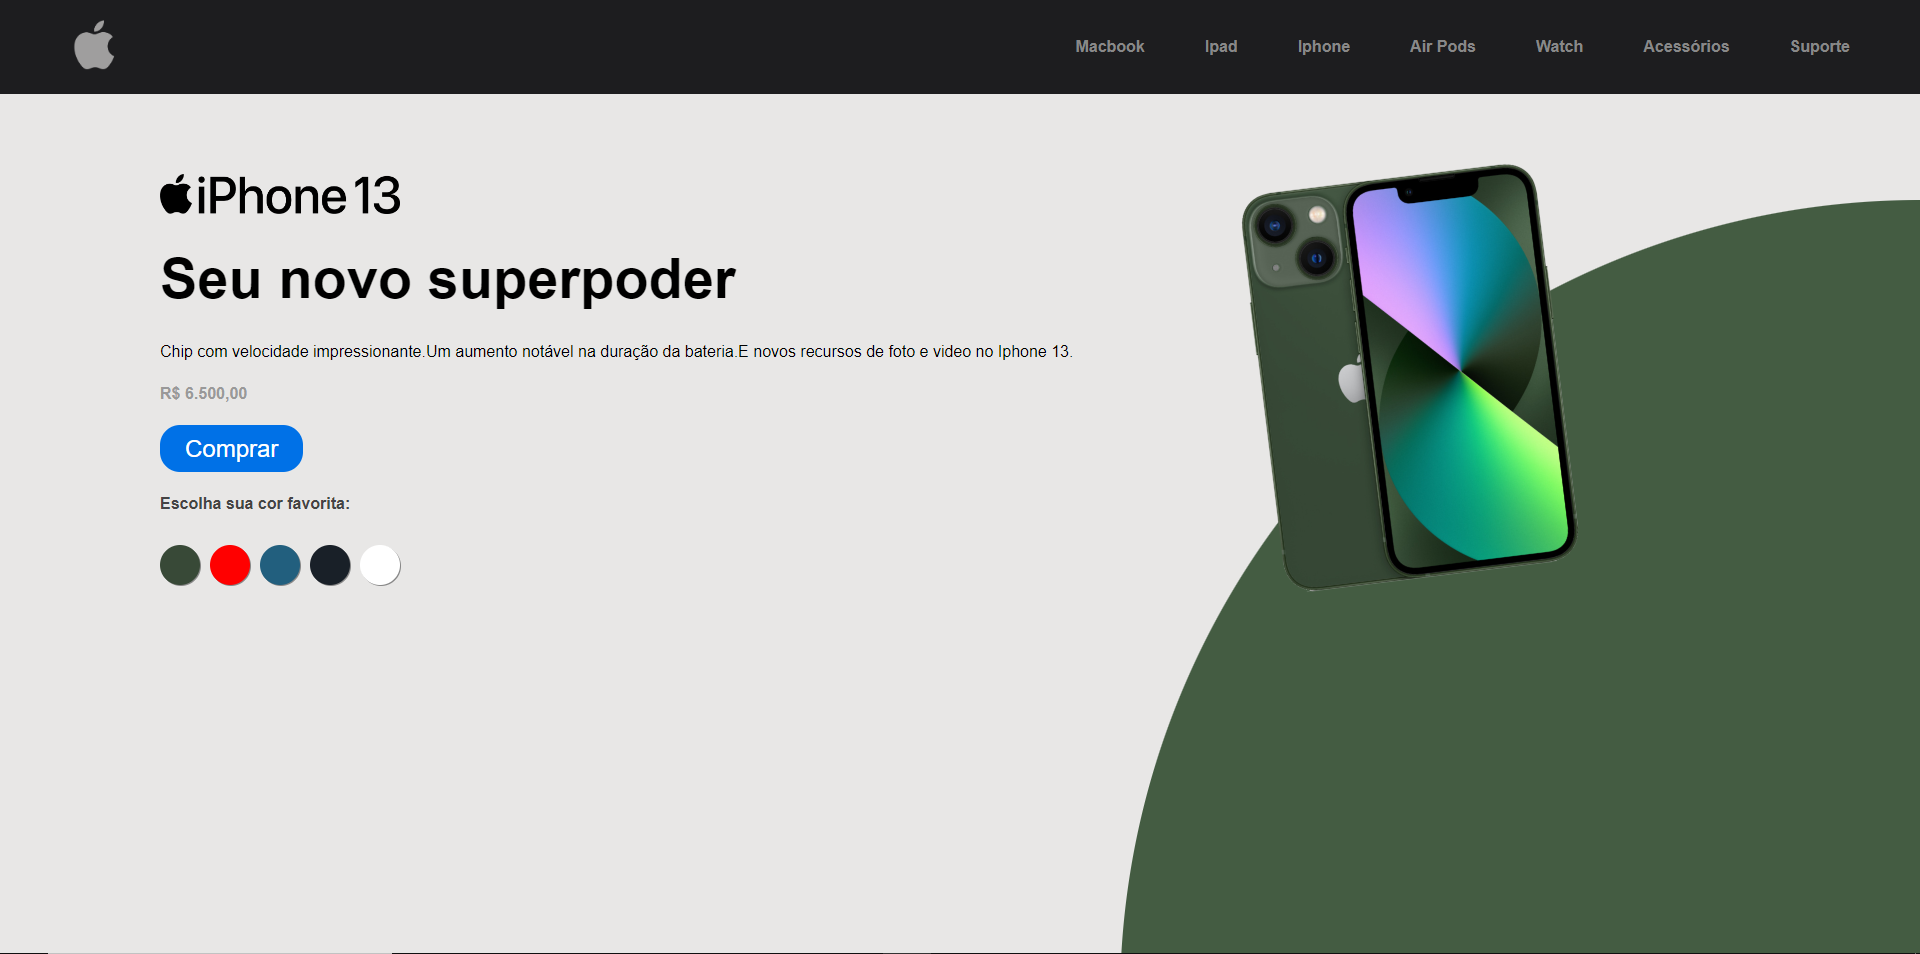 Macbook Ipad Iphone Air Pods Watch Acessórios Suporte
iPhone 13
Seu novo superpoder
Chip com velocidade impressionante.Um aumento notável na duração da bateria.E novos recursos de foto e video no Iphone 13.
R$ 6.500,00
Comprar
Escolha sua cor favorita: